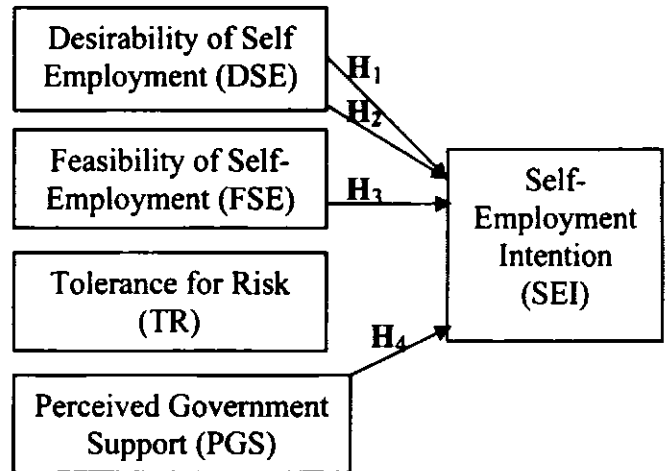 Desirability of Self
Employment (DSE)
H1
H2
Feasibility of Self-
Employment (FSE)
H3
Self-
Employment
Intention
(SEI)
Tolerance for Risk
(TR)
H4
Perceived Government
Support (PGS)